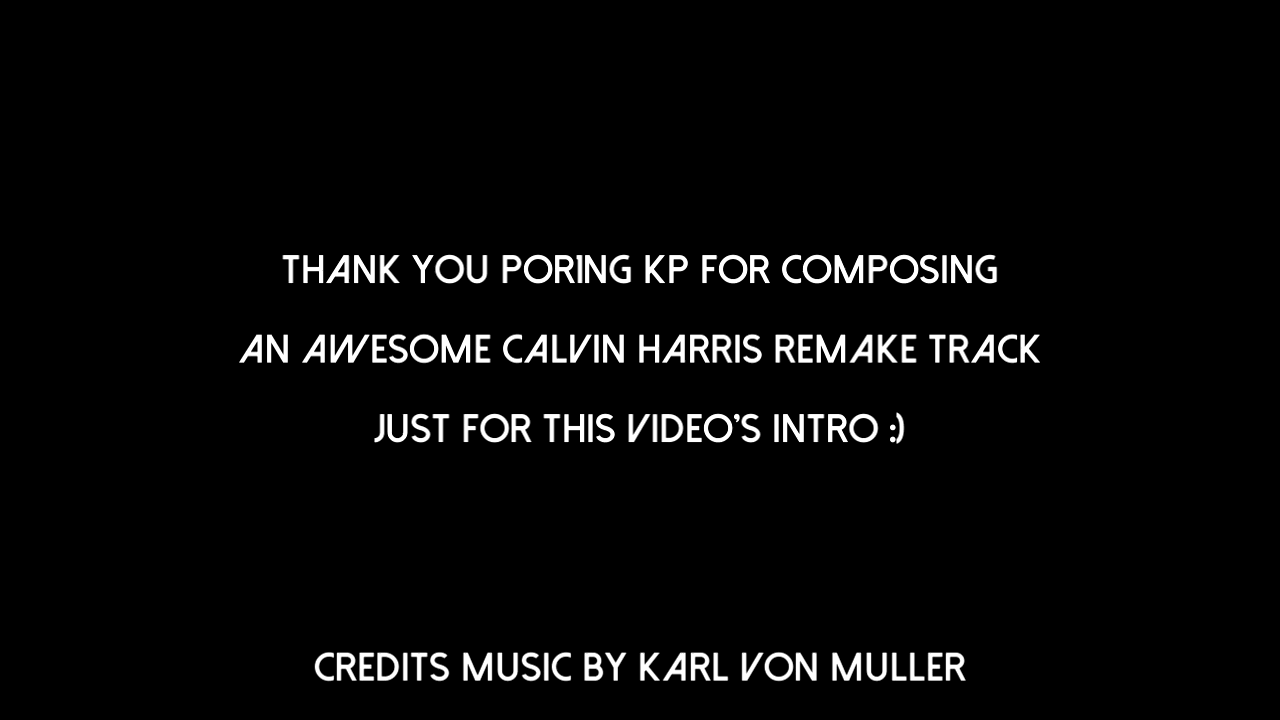 THANK YOU POR1NG KP FOR COMPOSING
AN AWESOME CALVIN HARRIS REMAKE TRACK
JUST FOR THIS VIDEO'S INTRO :)
CREDITS MUSIC BY KARL VON MULLER